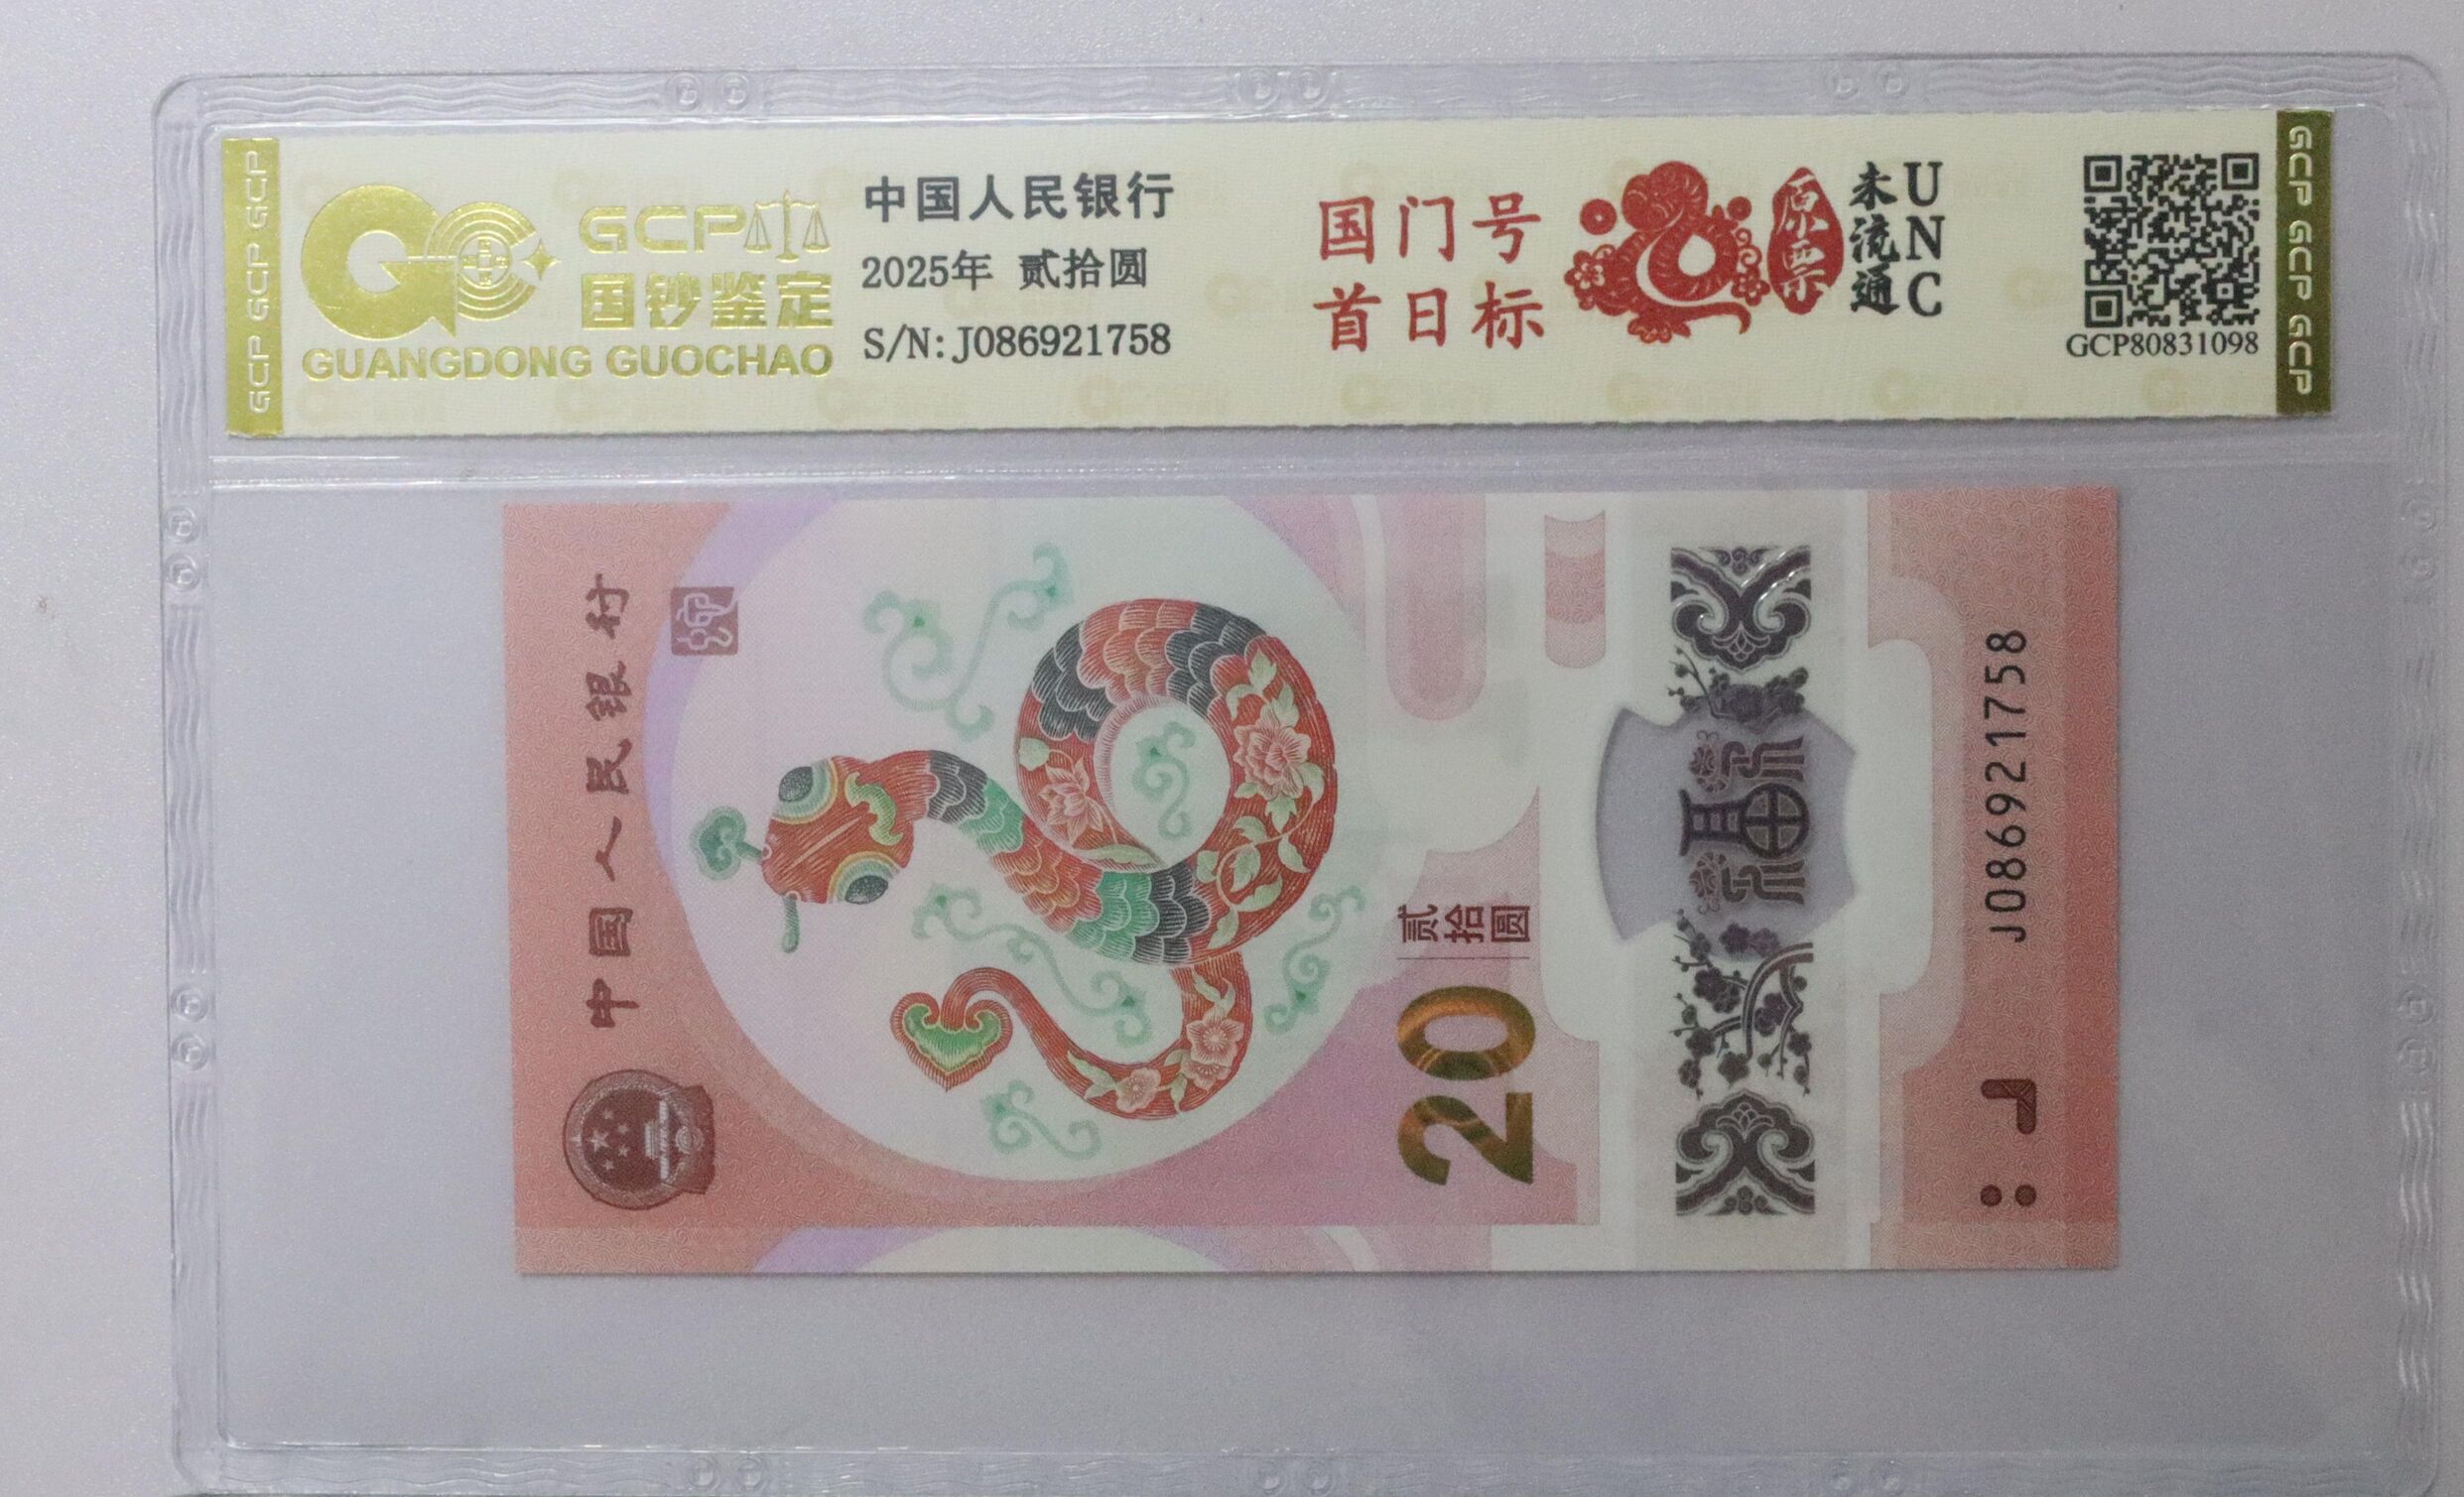 GCP GCP GCP
GCP
国钞鉴定
GUANGDONG GUOCHAO
中国人民银行
2025年 贰拾圆
S/N:J086921758
国门号
首日标
原票
未流通
UNC
GCP80831098
GCP GCP GCP
中国人民银行
20
贰拾圆
福
J086921758